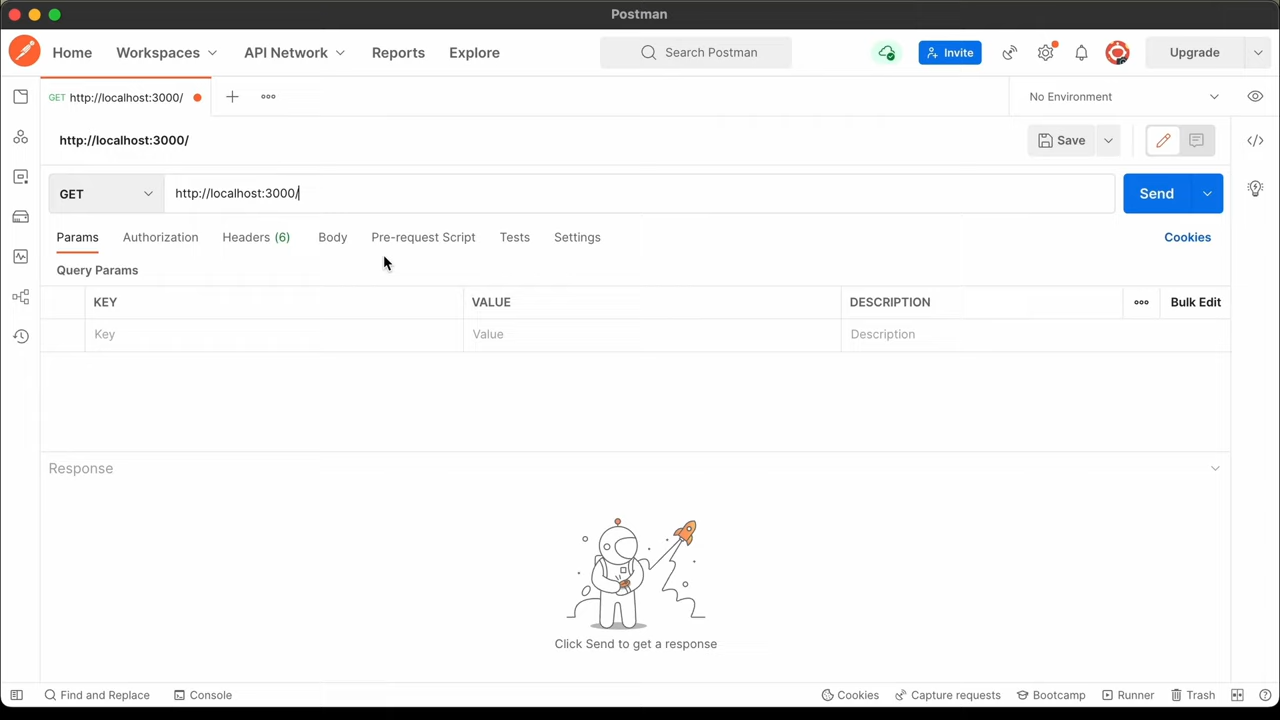 Postman
Home Workspaces API Network Reports Explore Search Postman Invite Upgrade
GET http://localhost:3000/ No Environment
http://localhost:3000/ Save
GET http://localhost:3000/ Send
Params Authorization Headers (6) Body Pre-request Script Tests Settings Cookies
Query Params
KEY VALUE DESCRIPTION Bulk Edit
Key Value Description
Response
Click Send to get a response
Find and Replace Console Cookies Capture requests Bootcamp Runner Trash